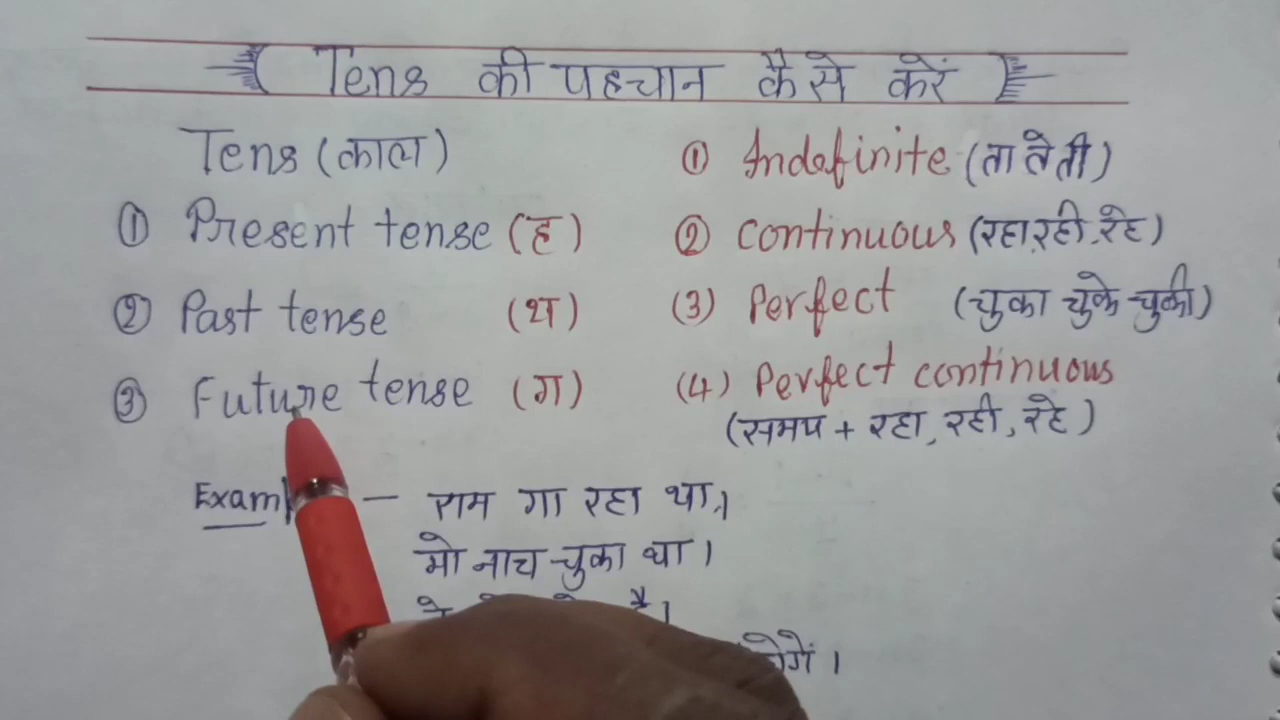 Tens की पहचान कैसे करें
Tens (काल)
① Present tense (ह)
② Past tense (थ)
③ Future tense (ग)
① Indefinite (ता ते ती)
② Continuous (रहा, रही, रहे)
(3) Perfect (चुका चुके चुकी)
(4) Perfect continuous
(समय + रहा, रही, रहे)
Exam — राम गा रहा था।
मो नाच चुका था।
है।